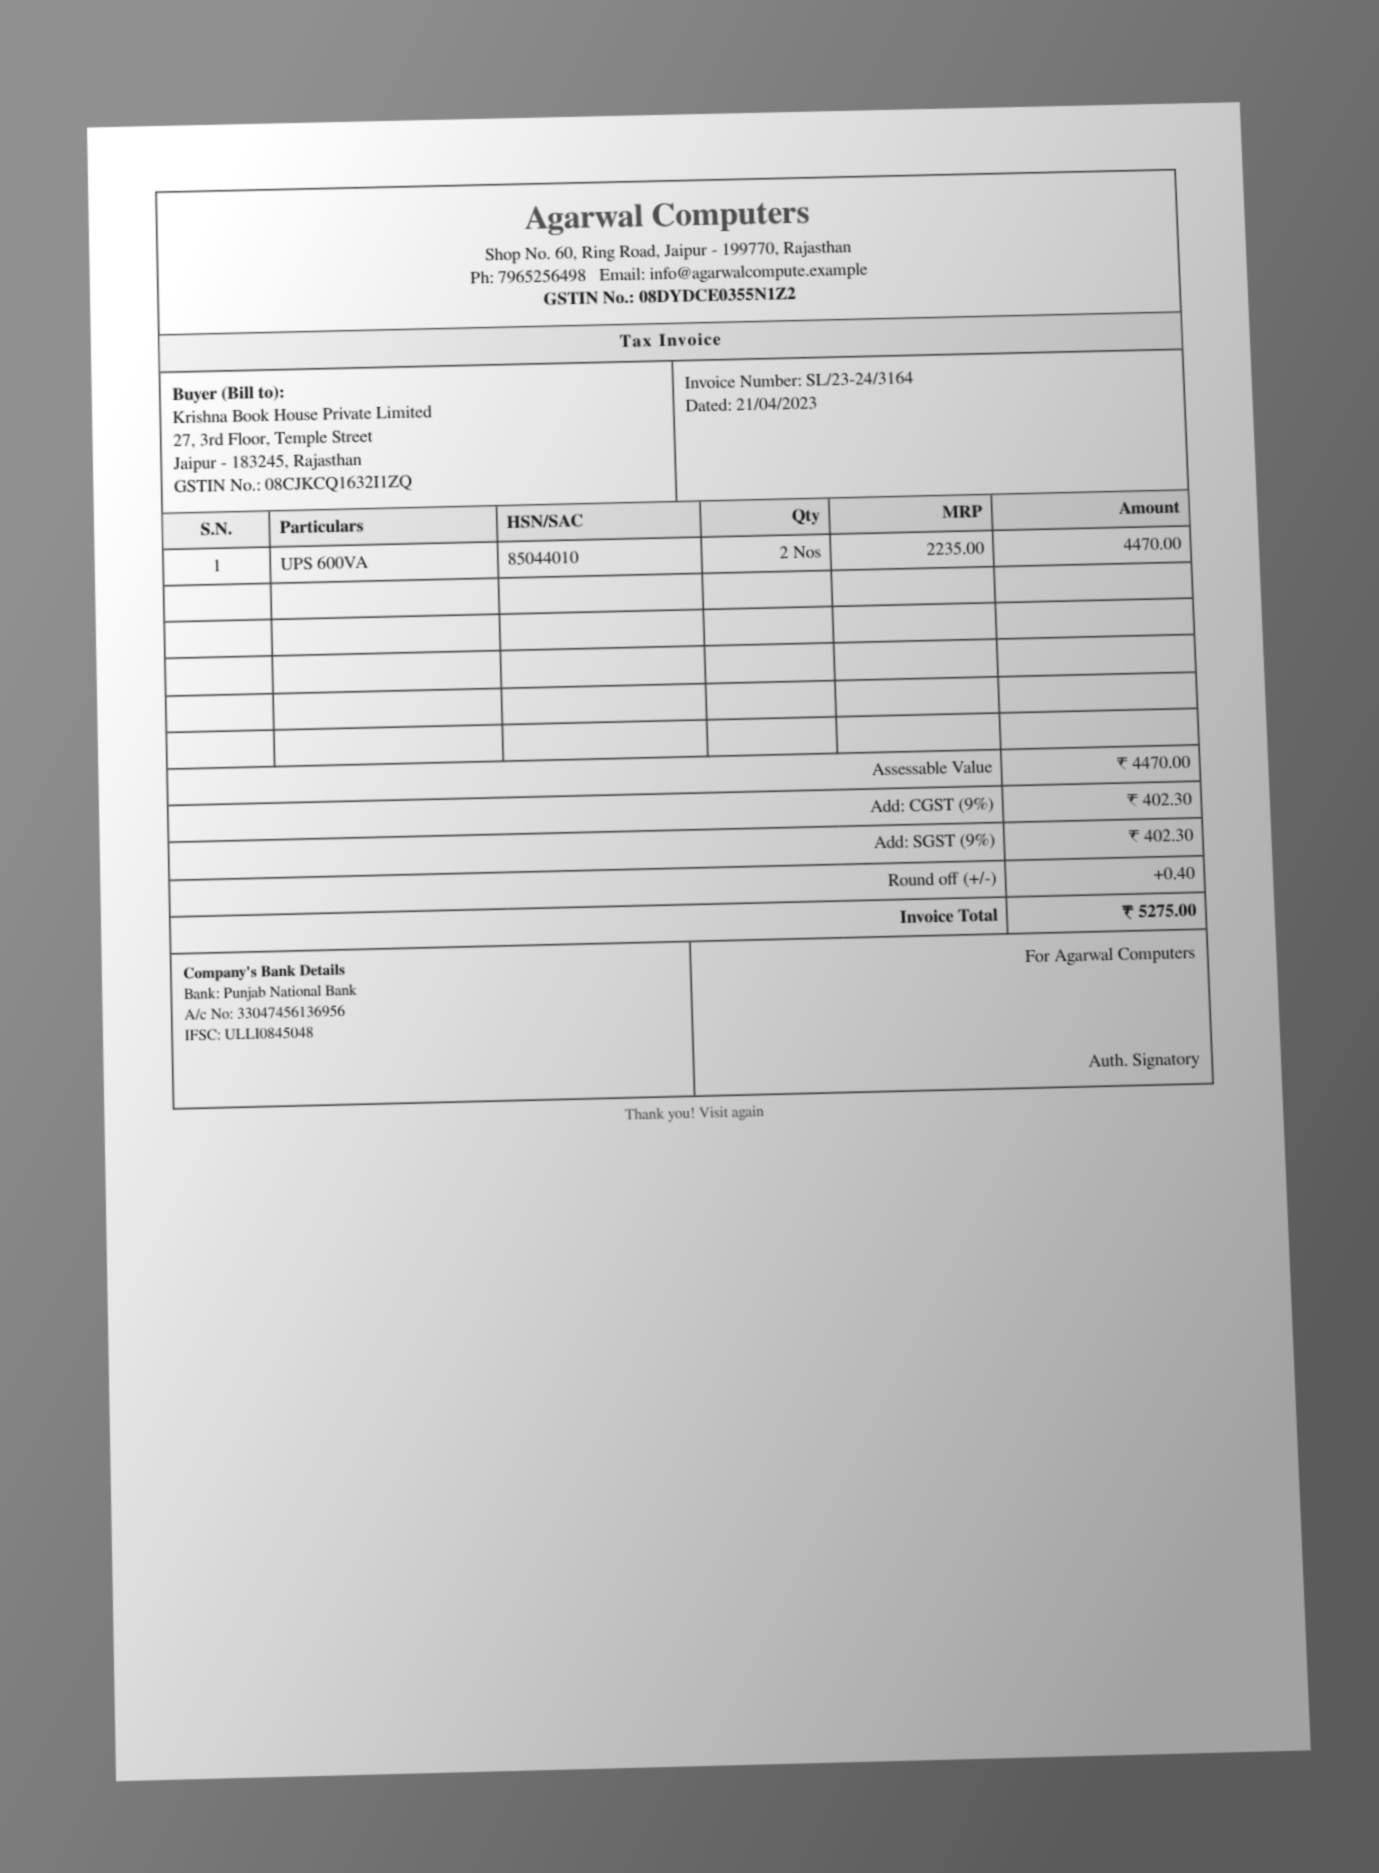 Agarwal Computers
Shop No. 60, Ring Road, Jaipur - 199770, Rajasthan
Ph: 7965256498 Email: info@agarwalcompute.example
GSTIN No.: 08DYDCE0355N1Z2
Tax Invoice
Buyer (Bill to):
Krishna Book House Private Limited
27, 3rd Floor, Temple Street
Jaipur - 183245, Rajasthan
GSTIN No.: 08CJKCQ1632I1ZQ
Invoice Number: SL/23-24/3164
Dated: 21/04/2023
S.N. Particulars HSN/SAC Qty MRP Amount
1 UPS 600VA 85044010 2 Nos 2235.00 4470.00
Assessable Value ₹ 4470.00
Add: CGST (9%) ₹ 402.30
Add: SGST (9%) ₹ 402.30
Round off (+/-) +0.40
Invoice Total ₹ 5275.00
Company's Bank Details
Bank: Punjab National Bank
A/c No: 33047456136956
IFSC: ULLI0845048
For Agarwal Computers
Auth. Signatory
Thank you! Visit again